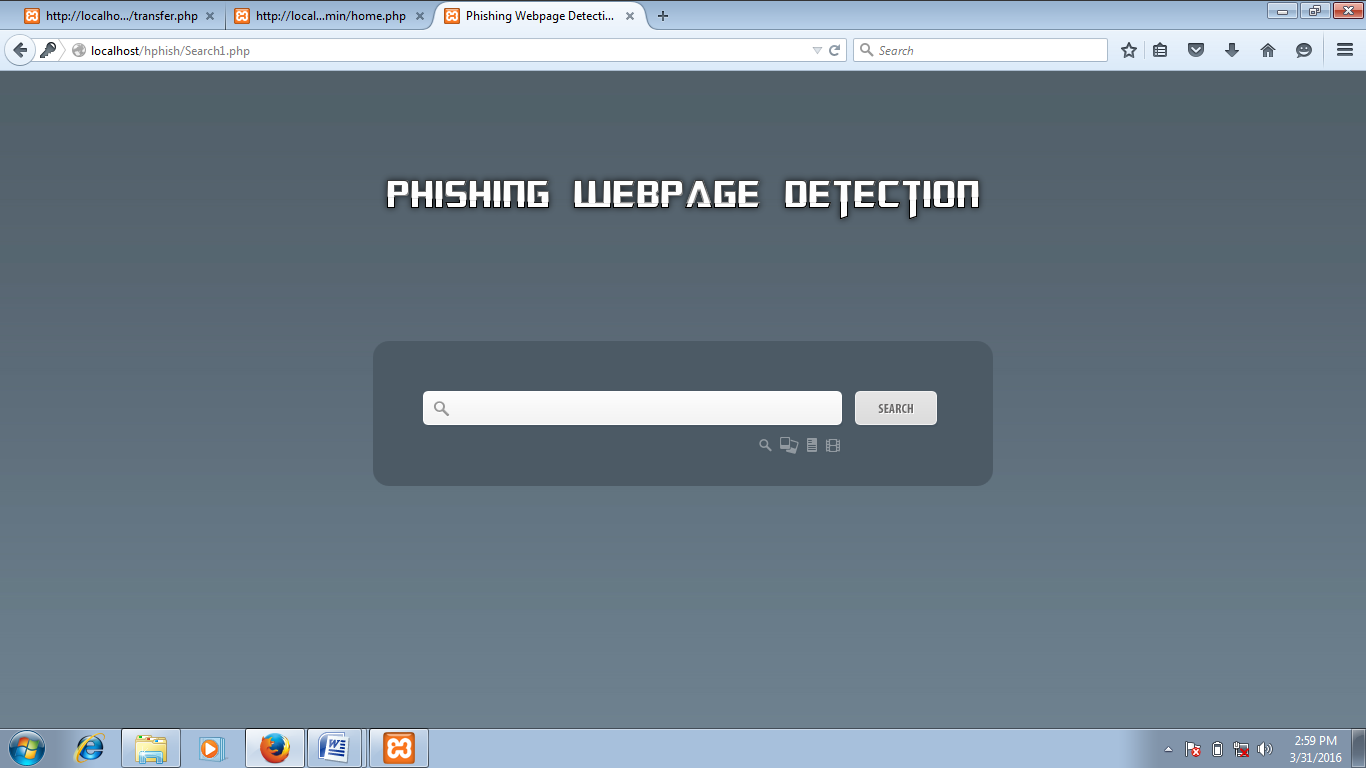 http://localho.../transfer.php
http://local...min/home.php
Phishing Webpage Detecti...
localhost/hphish/Search1.php
Search
PHISHING WEBPAGE DETECTION
SEARCH
2:59 PM
3/31/2016